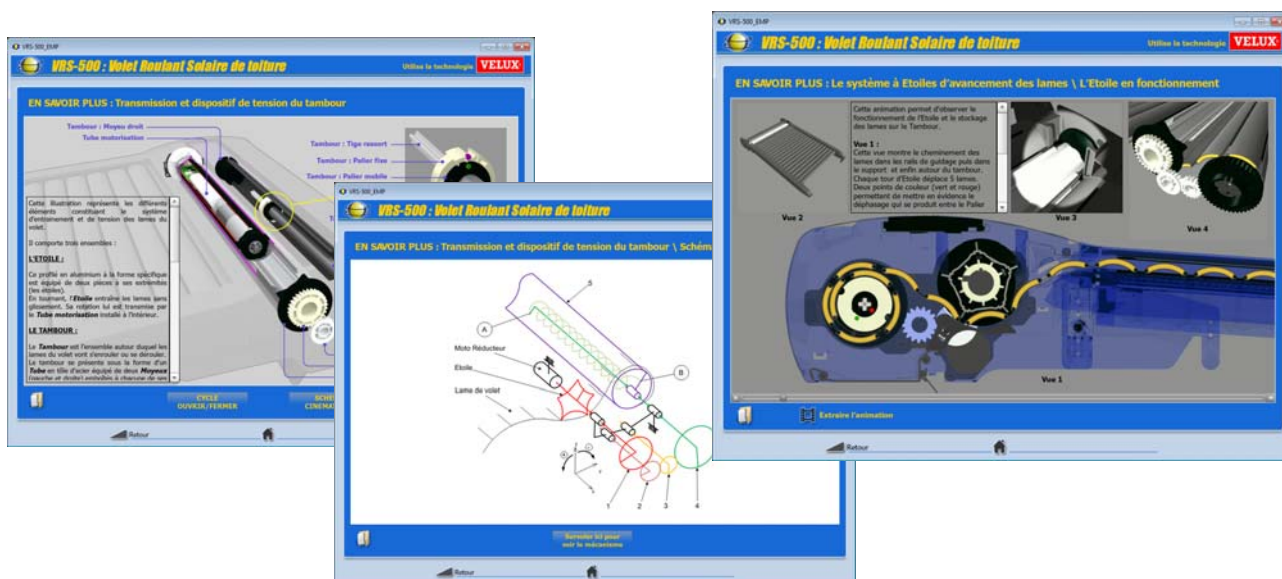 VRS-500_EMP
VRS-500 : Volet Roulant Solaire de toiture
Utilise la technologie VELUX
EN SAVOIR PLUS : Transmission et dispositif de tension du tambour
Tambour : Moyeu droit
Tube motorisation
Tambour : Tige ressort
Tambour : Palier fixe
Tambour : Palier mobile
Cette illustration représente les différents
éléments constituant le système
d'entrainement et de tension des lames du
volet.
Il comporte trois ensembles :
L'ETOILE :
Ce profilé en aluminium à la forme spécifique
est équipé de deux pièces a ses extremités
(les etoiles).
En tournant, l'Etoile entraîne les lames sans
glissement. Sa rotation lui est transmise par
le Tube motorisation installé à l'intérieur.
LE TAMBOUR :
Le Tambour est l'ensemble autour duquel les
lames du volet vont s'enrouler ou se dérouler.
Le tambour se présente sous la forme d'un
Tube en tôle d'acier équipé de deux Moyeux
CYCLE
OUVRIR/FERMER
Retour
VRS-500_EMP
VRS-500 : Volet Roulant Solaire de toiture
EN SAVOIR PLUS : Transmission et dispositif de tension du tambour \ Schéma
5
A
Moto Réducteur
B
Etoile
Lame de volet
1
2
3
4
Survoler ici pour
voir le mécanisme
Retour
VRS-500_EMP
VRS-500 : Volet Roulant Solaire de toiture
Utilise la technologie VELUX
EN SAVOIR PLUS : Le système à Etoiles d'avancement des lames \ L'Etoile en fonctionnement
Cette animation permet d'observer le
fonctionnement de l'Etoile et le stockage
des lames sur le Tambour.
Vue 1 :
Cette vue montre le cheminement des
lames dans les rails de guidage puis dans
le support et enfin autour du tambour.
Chaque tour d'Etoile déplace 5 lames.
Deux points de couleur (vert et rouge)
permettent de mettre en évidence le
déphasage qui se produit entre le Palier
Vue 2
Vue 3
Vue 4
Vue 1
Extraire l'animation
Retour